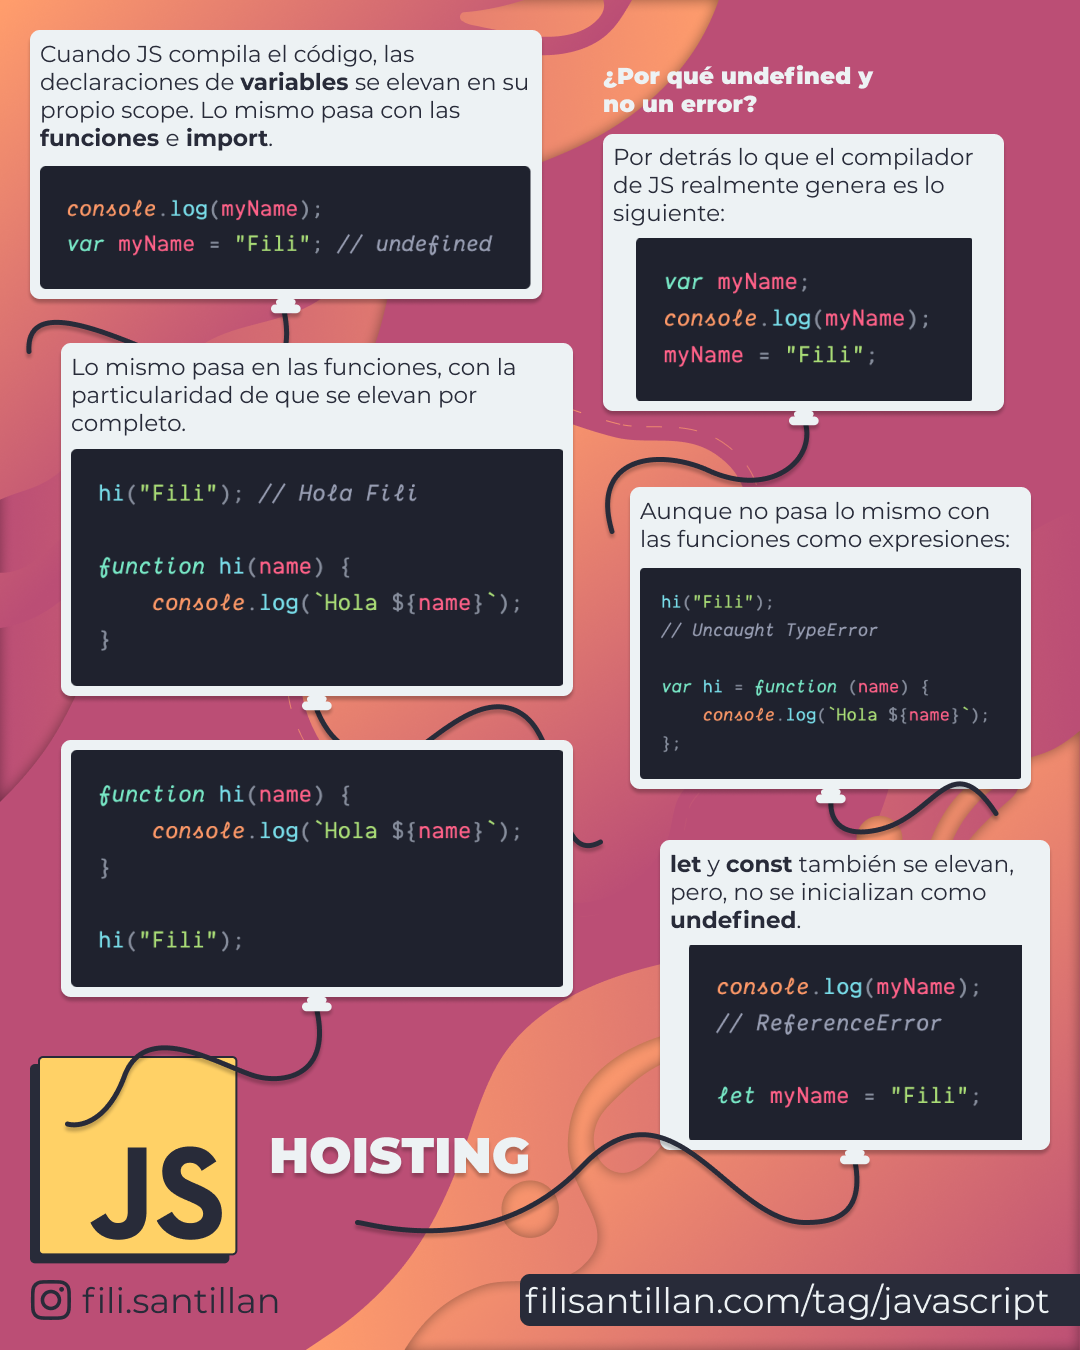 Cuando JS compila el código, las
declaraciones de variables se elevan en su
propio scope. Lo mismo pasa con las
funciones e import.
console.log(myName);
var myName = "Fili"; // undefined
Lo mismo pasa en las funciones, con la
particularidad de que se elevan por
completo.
hi("Fili"); // Hola Fili
function hi(name) {
    console.log(`Hola ${name}`);
}
function hi(name) {
    console.log(`Hola ${name}`);
}
hi("Fili");
¿Por qué undefined y
no un error?
Por detrás lo que el compilador
de JS realmente genera es lo
siguiente:
var myName;
console.log(myName);
myName = "Fili";
Aunque no pasa lo mismo con
las funciones como expresiones:
hi("Fili");
// Uncaught TypeError
var hi = function (name) {
    console.log(`Hola ${name}`);
};
let y const también se elevan,
pero, no se inicializan como
undefined.
console.log(myName);
// ReferenceError
let myName = "Fili";
JS
HOISTING
fili.santillan
filisantillan.com/tag/javascript